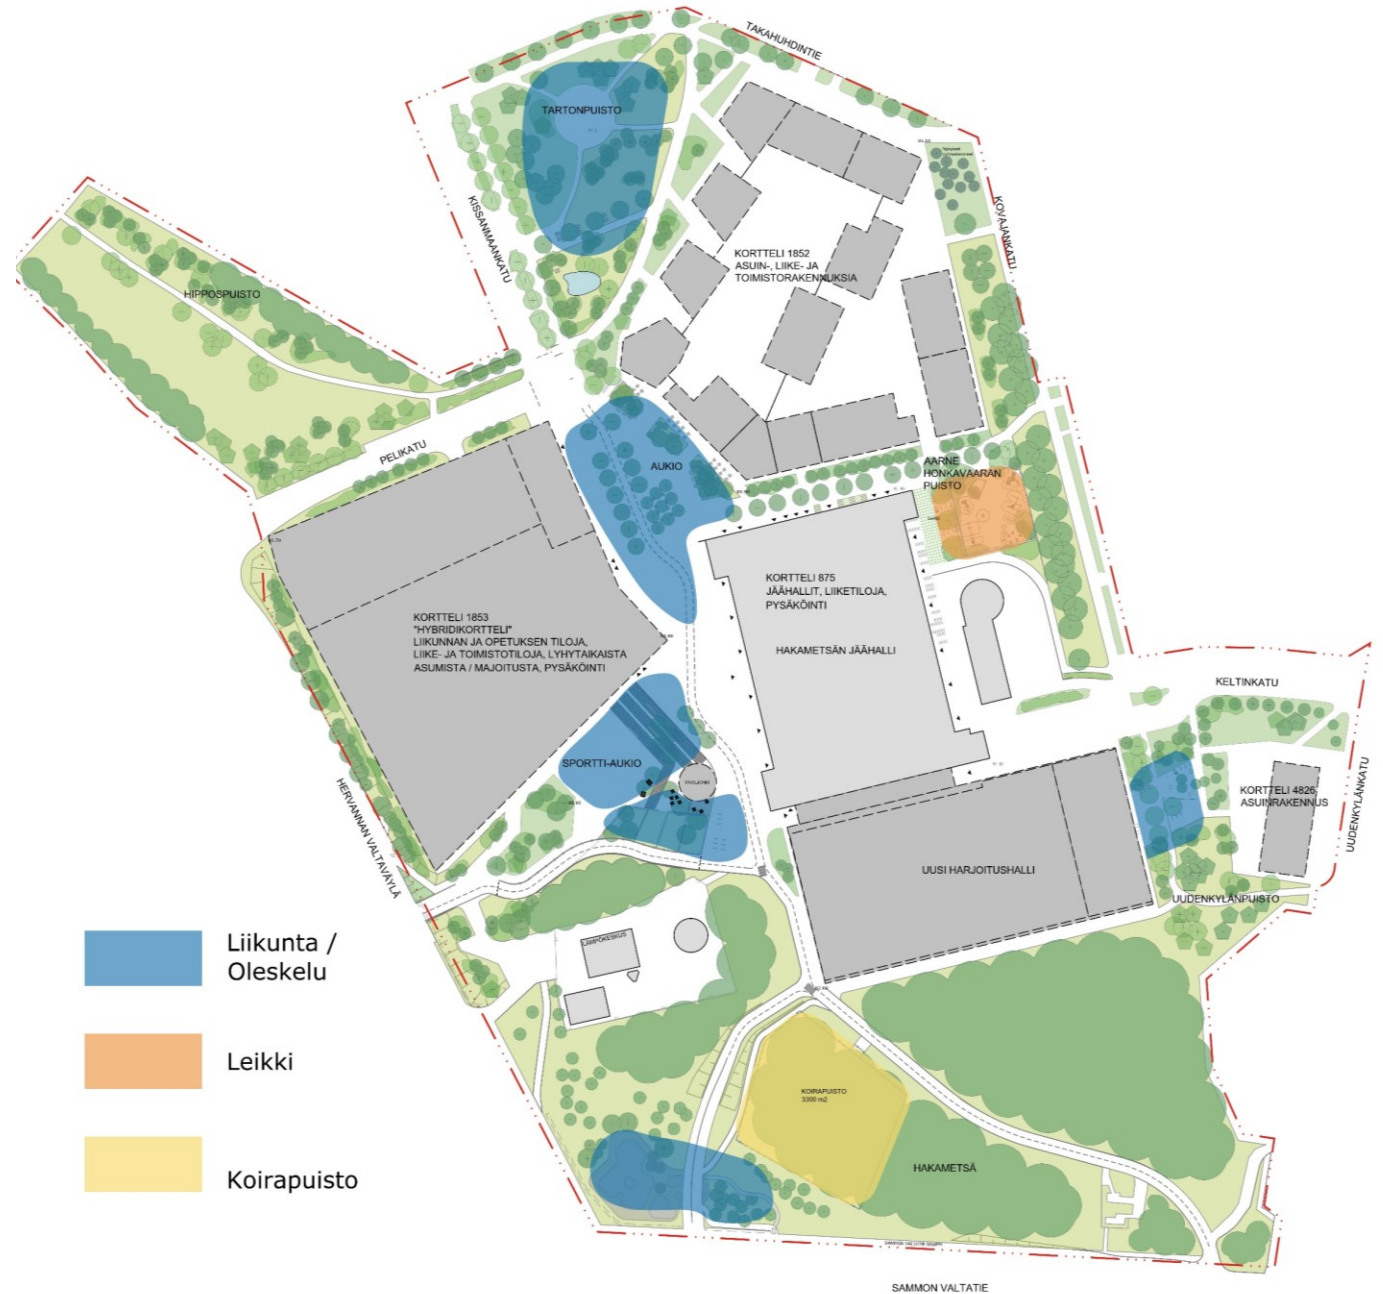 TAKAHUHDINTIE
TARTONPUISTO
KISSANMAANKATU
KOVAJANKATU
KORTTELI 1852
ASUIN-, LIIKE- JA
TOIMISTORAKENNUKSIA
HIPPOSPUISTO
PELIKATU
AUKIO
AARNE
HONKAVAARAN
PUISTO
KORTTELI 875
JÄÄHALLIT, LIIKETILOJA,
PYSÄKÖINTI
HAKAMETSÄN JÄÄHALLI
KORTTELI 1853
"HYBRIDIKORTTELI"
LIIKUNNAN JA OPETUKSEN TILOJA,
LIIKE- JA TOIMISTOTILOJA, LYHYTAIKAISTA
ASUMISTA / MAJOITUSTA, PYSÄKÖINTI
KELTINKATU
SPORTTI-AUKIO
KORTTELI 4826
ASUINRAKENNUS
UUDENKYLÄNKATU
HERVANNAN VALTAVÄYLÄ
UUSI HARJOITUSHALLI
UUDENKYLÄNPUISTO
LÄMPÖKESKUS
Liikunta /
Oleskelu
Leikki
Koirapuisto
KOIRAPUISTO
3300 m2
HAKAMETSÄ
SAMMON VALTATIE